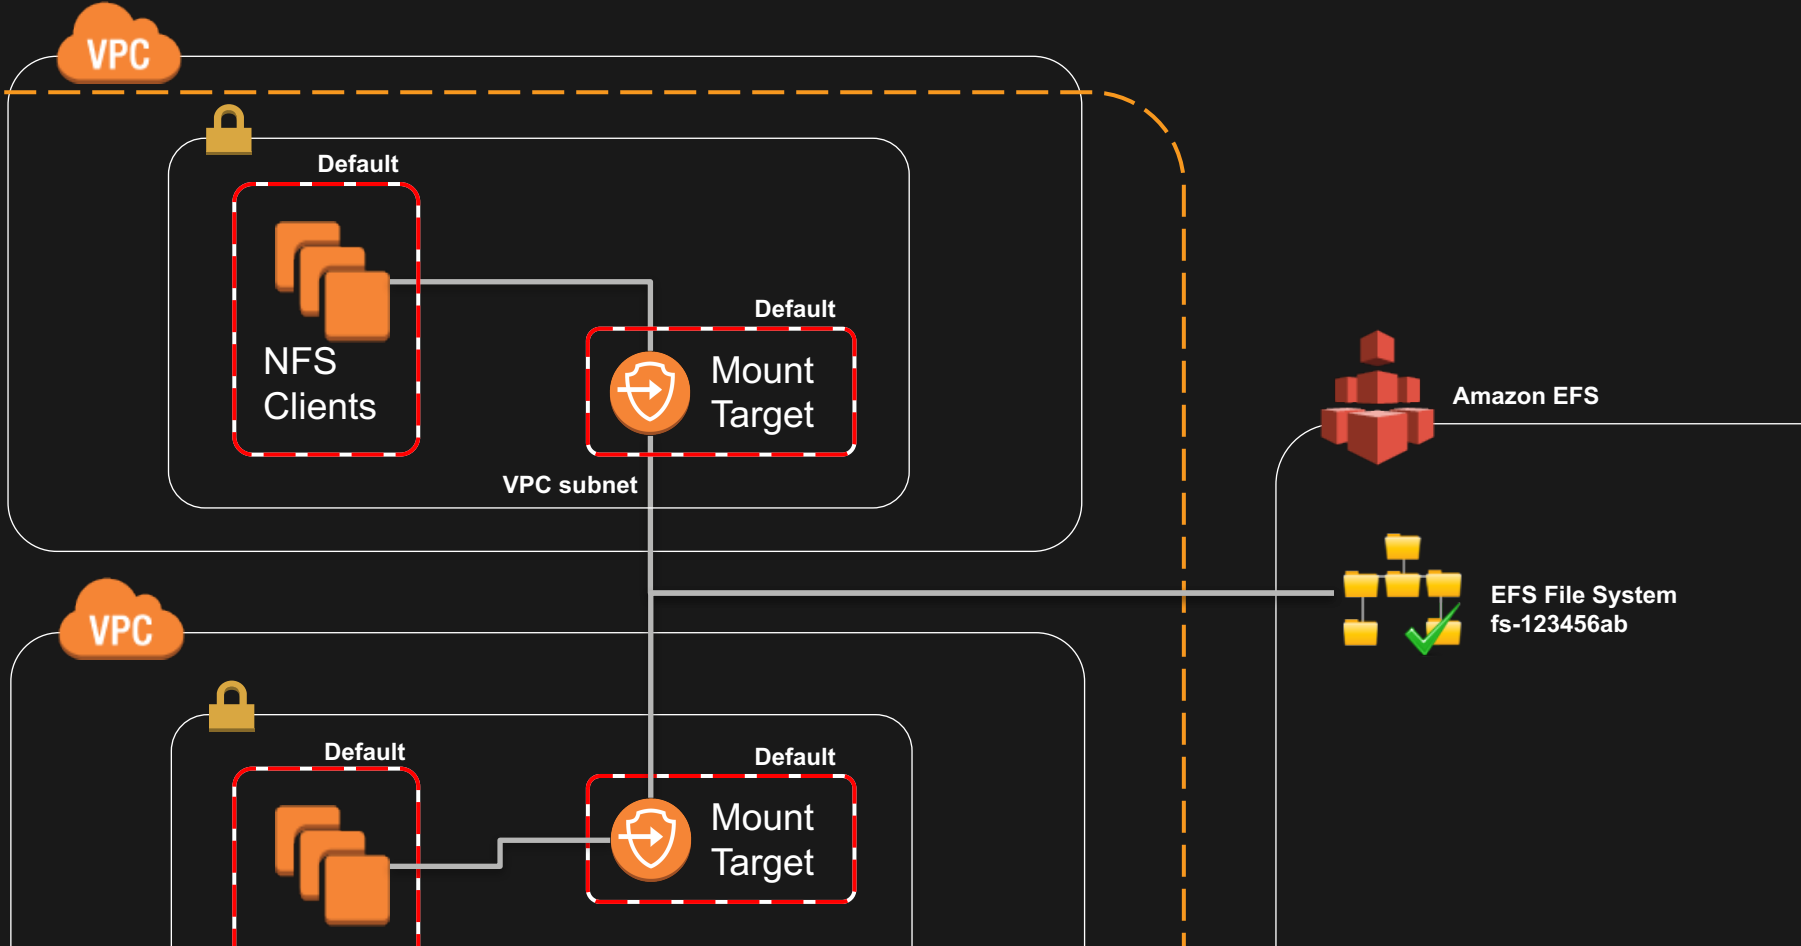 VPC
Default
NFS
Clients
Default
Mount
Target
VPC subnet
Amazon EFS
EFS File System
fs-123456ab
VPC
Default
Default
Mount
Target